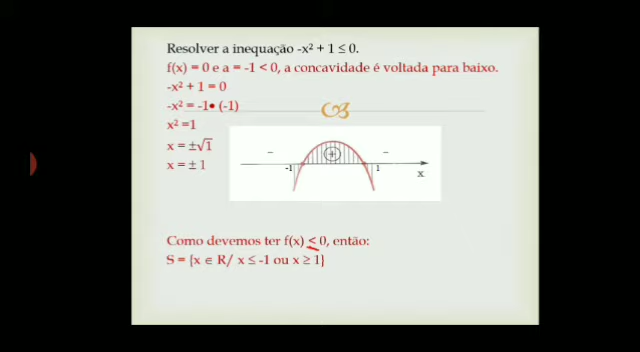 Resolver a inequação -x² + 1 ≤ 0.
f(x) = 0 e a = -1 < 0, a concavidade é voltada para baixo.
-x² + 1 = 0
-x² = -1• (-1)
x² =1
x = ±√1
x = ± 1
− + −
-1 1 x
Como devemos ter f(x) ≤ 0, então:
S = {x ∈ R/ x ≤ -1 ou x ≥ 1}